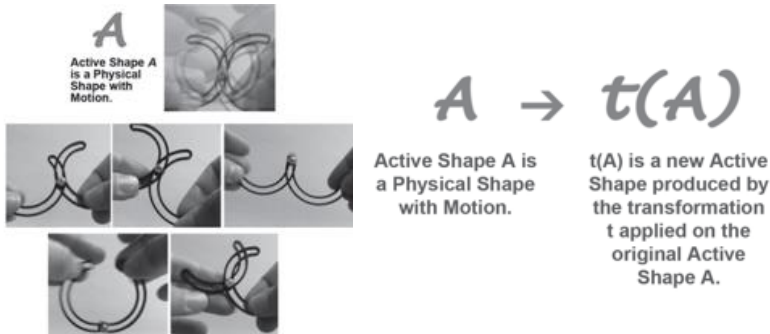 A
Active Shape A
is a Physical
Shape with
Motion.
A → t(A)
Active Shape A is
a Physical Shape
with Motion.
t(A) is a new Active
Shape produced by
the transformation
t applied on the
original Active
Shape A.